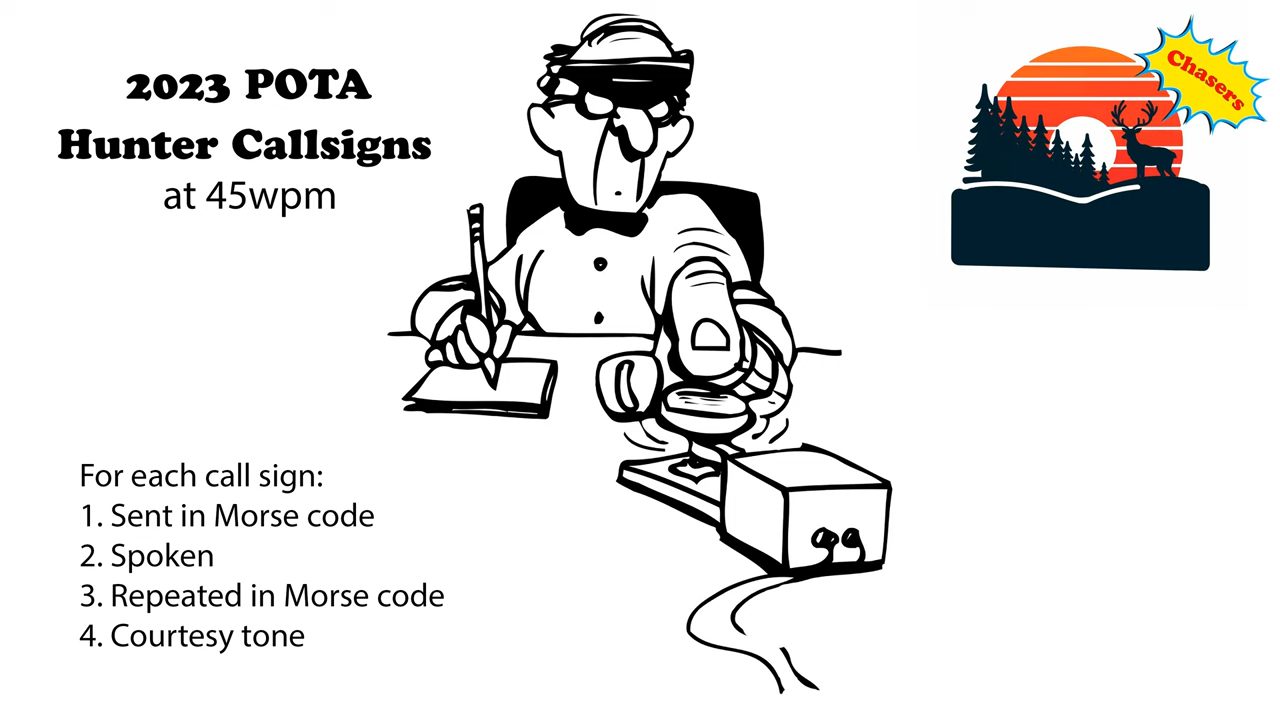 2023 POTA
Hunter Callsigns
at 45wpm
Chasers
For each call sign:
1. Sent in Morse code
2. Spoken
3. Repeated in Morse code
4. Courtesy tone